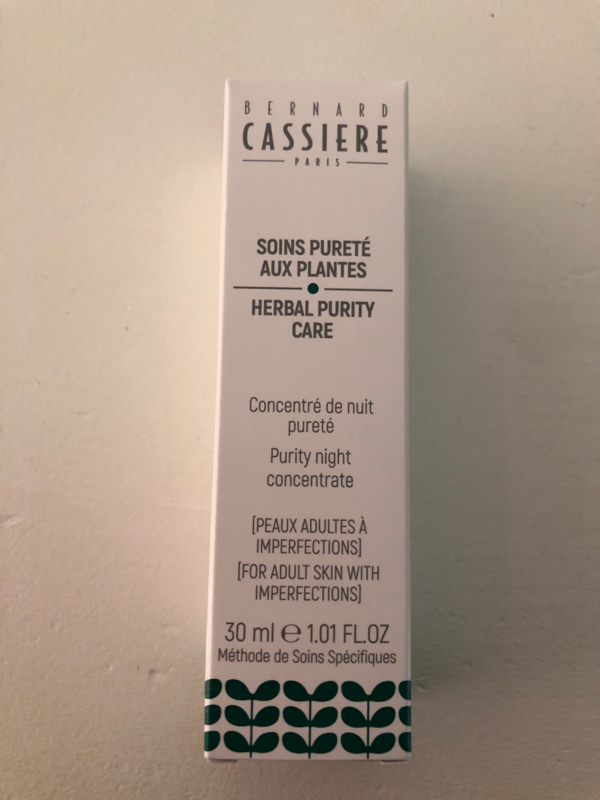 BERNARD
CASSIERE
PARIS
SOINS PURETÉ
AUX PLANTES
HERBAL PURITY
CARE
Concentré de nuit
pureté
Purity night
concentrate
[PEAUX ADULTES À
IMPERFECTIONS]
[FOR ADULT SKIN WITH
IMPERFECTIONS]
30 ml ℮ 1.01 FL.OZ
Méthode de Soins Spécifiques